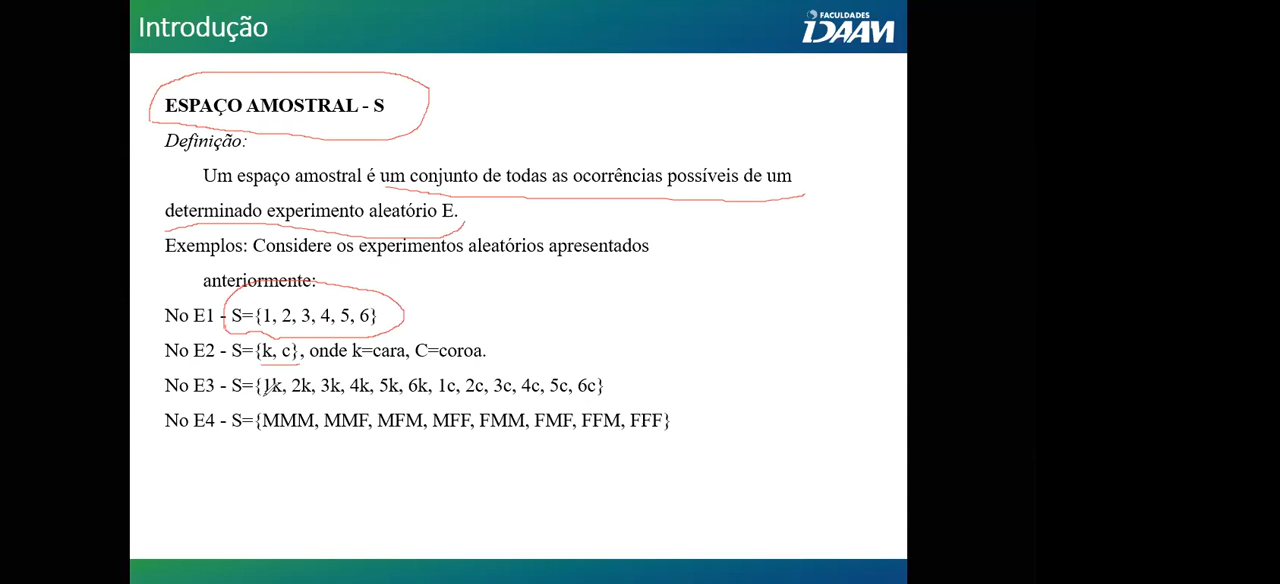 Introdução
FACULDADES
IDAAM
ESPAÇO AMOSTRAL - S
Definição:
Um espaço amostral é um conjunto de todas as ocorrências possíveis de um
determinado experimento aleatório E.
Exemplos: Considere os experimentos aleatórios apresentados
anteriormente:
No E1 - S={1, 2, 3, 4, 5, 6}
No E2 - S={k, c}, onde k=cara, C=coroa.
No E3 - S={1k, 2k, 3k, 4k, 5k, 6k, 1c, 2c, 3c, 4c, 5c, 6c}
No E4 - S={MMM, MMF, MFM, MFF, FMM, FMF, FFM, FFF}